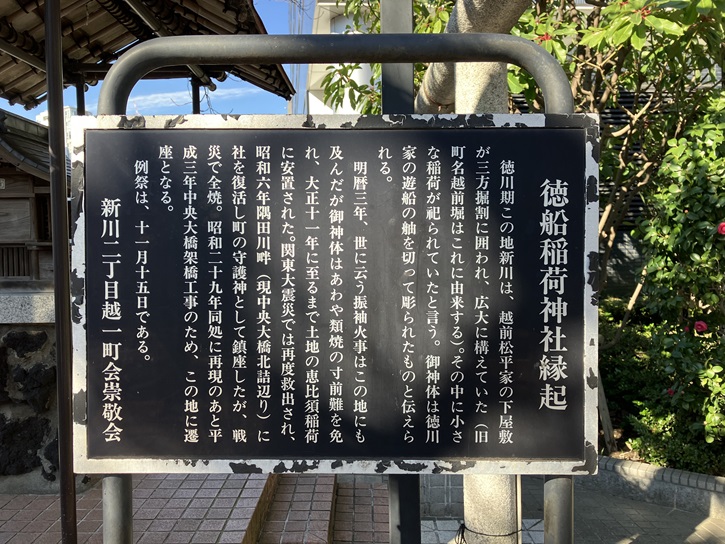 徳船稲荷神社縁起
徳川期この地新川は、越前松平家の下屋敷
が三方掘割に囲われ、広大に構えていた（旧
町名越前堀はこれに由来する）。その中に小さ
な稲荷が祀られていたと言う。御神体は徳川
家の遊船の舳を切って彫られたものと伝えら
れる。
明暦三年、世に云う振袖火事はこの地にも
及んだが御神体はあわや類焼の寸前難を免
れ、大正十一年に至るまで土地の恵比須稲荷
に安置された。関東大震災では再度救出され、
昭和六年隅田川畔（現中央大橋北詰辺り）に
社を復活し町の守護神として鎮座したが、戦
災で全焼。昭和二十九年同処に再現のあと平
成三年中央大橋架橋工事のため、この地に遷
座となる。
例祭は、十一月十五日である。
新川二丁目越一町会崇敬会